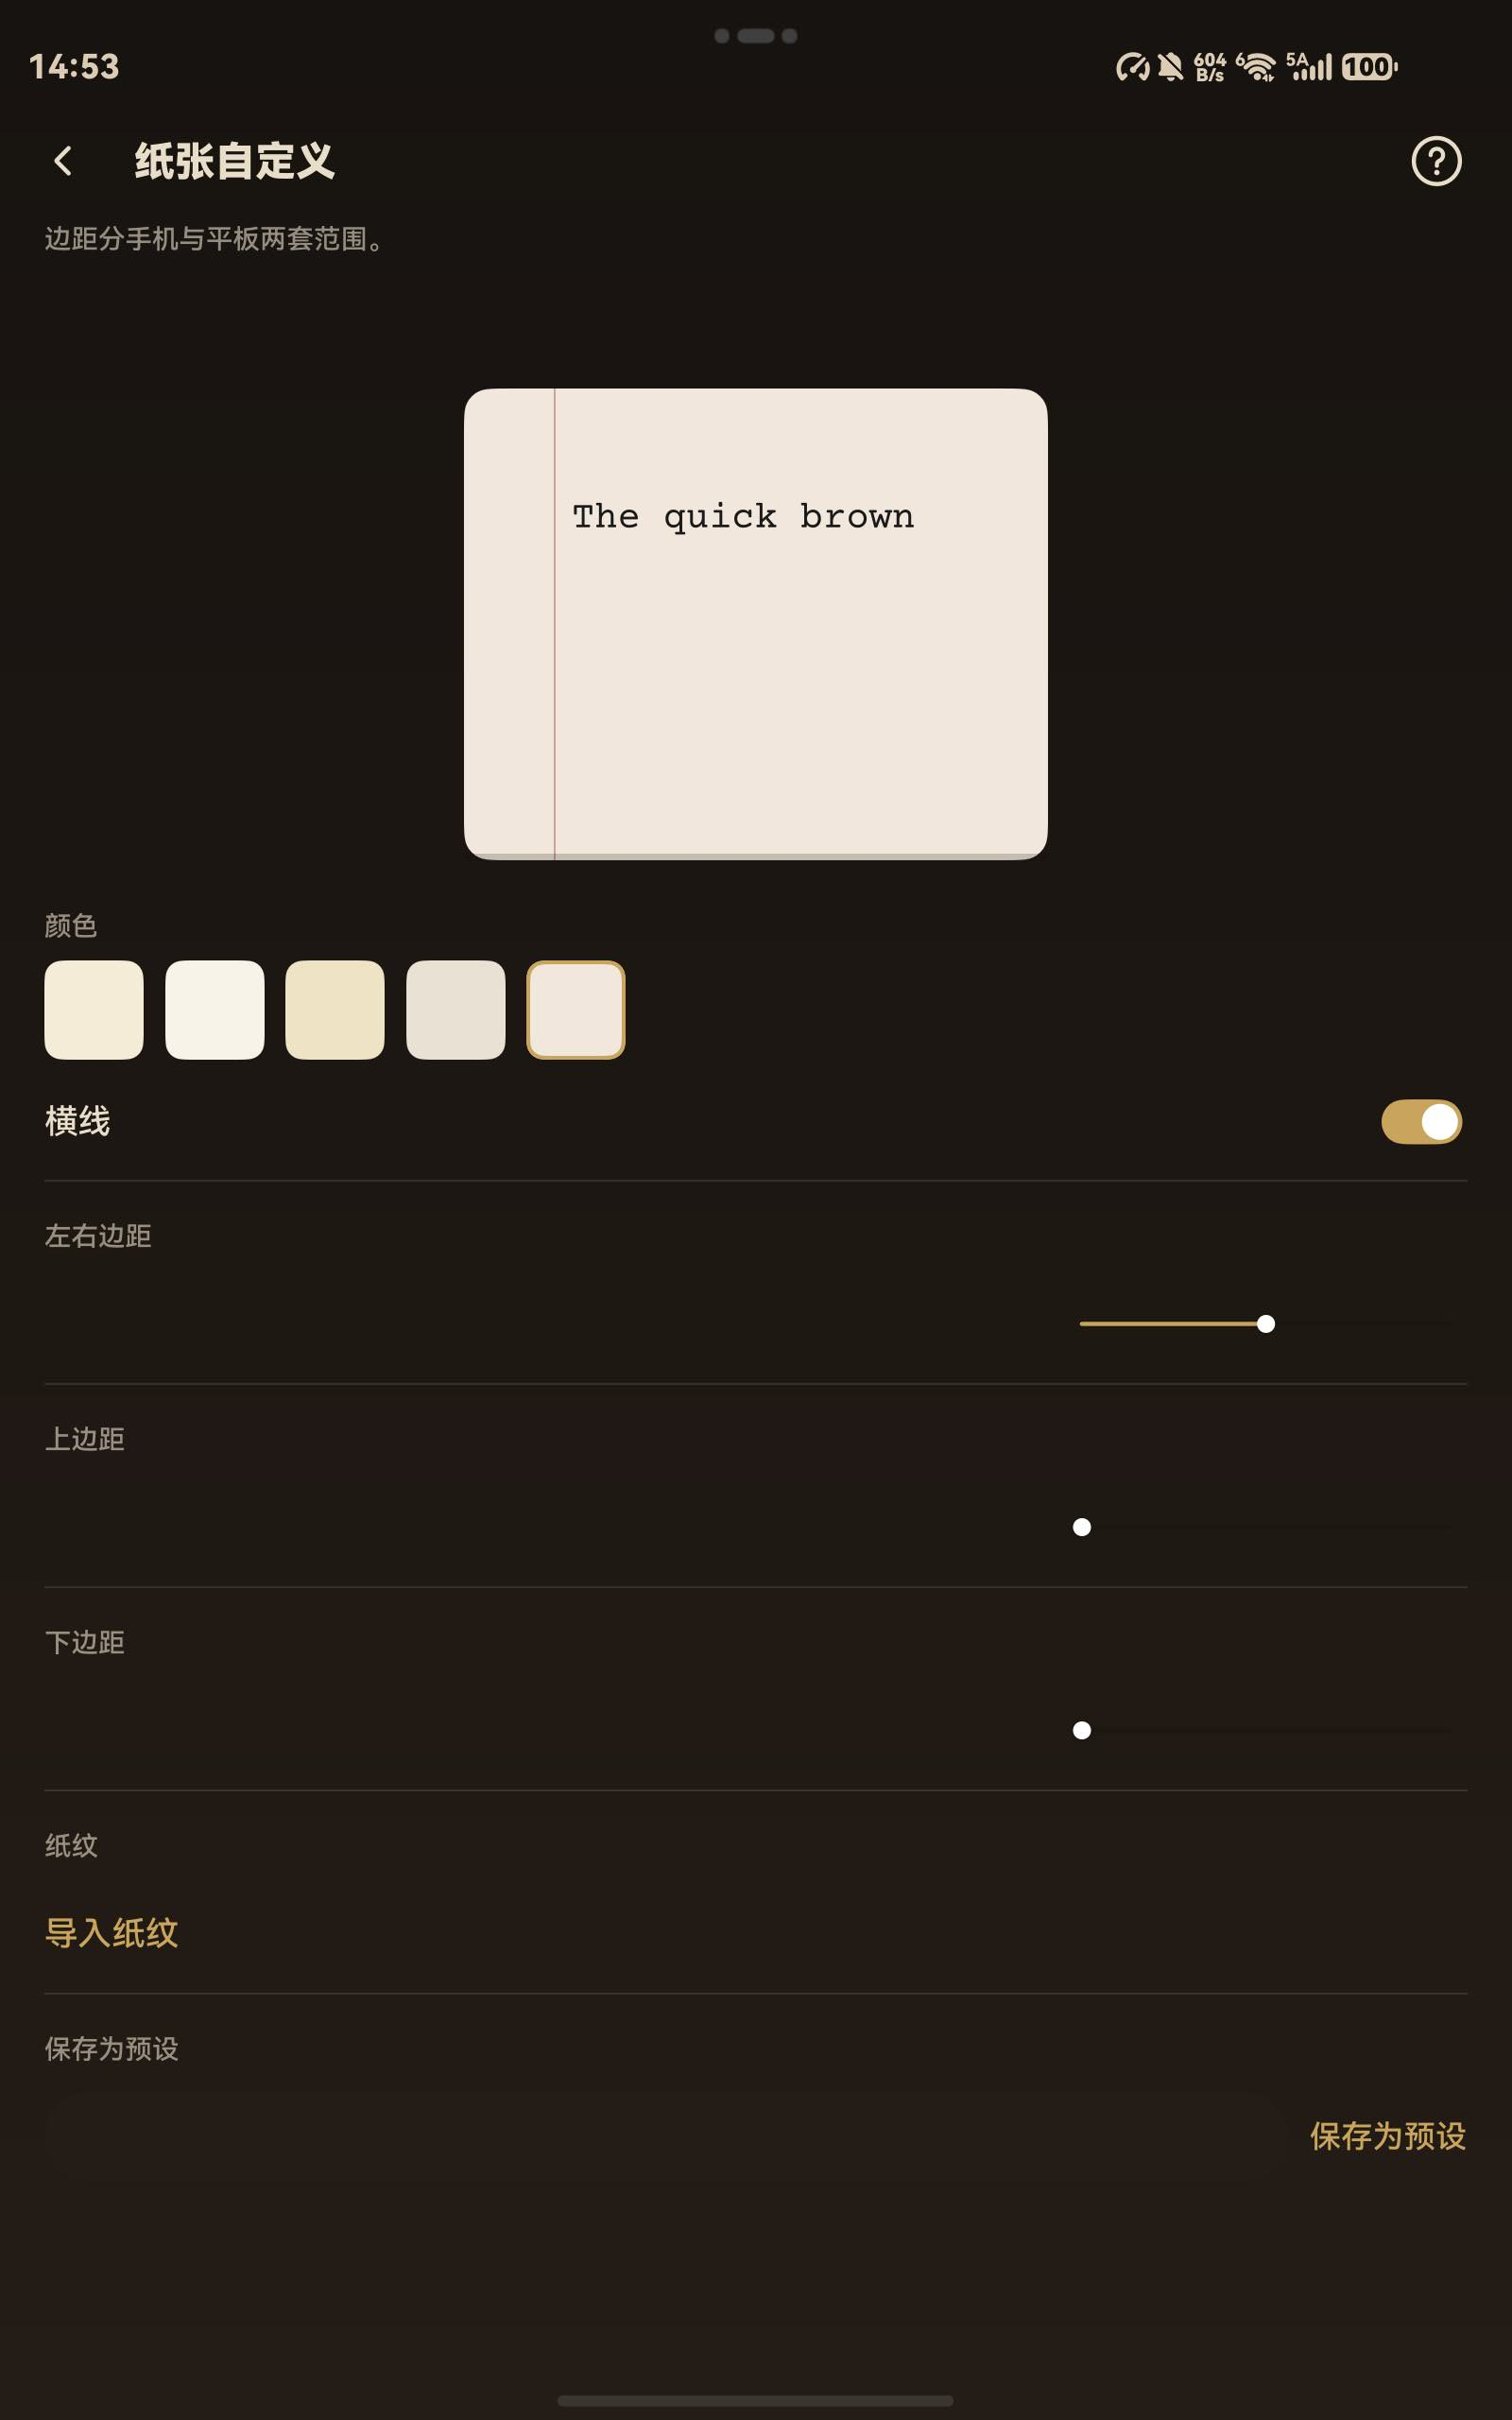 14:53
604 B/s
6
5A
100
纸张自定义
边距分手机与平板两套范围。
The quick brown
颜色
横线
左右边距
上边距
下边距
纸纹
导入纸纹
保存为预设
保存为预设